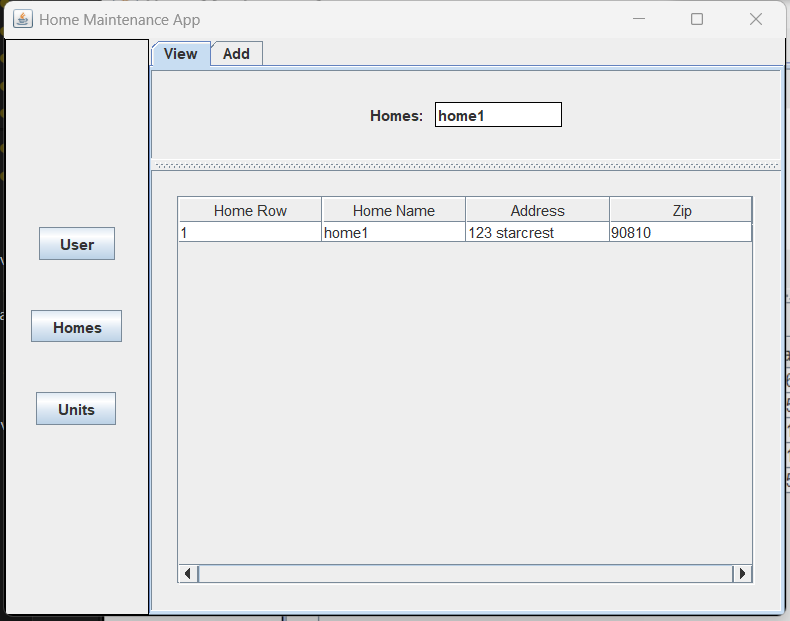 Home Maintenance App
View Add
Homes: home1
Home Row Home Name Address Zip
1 home1 123 starcrest 90810
User
Homes
Units